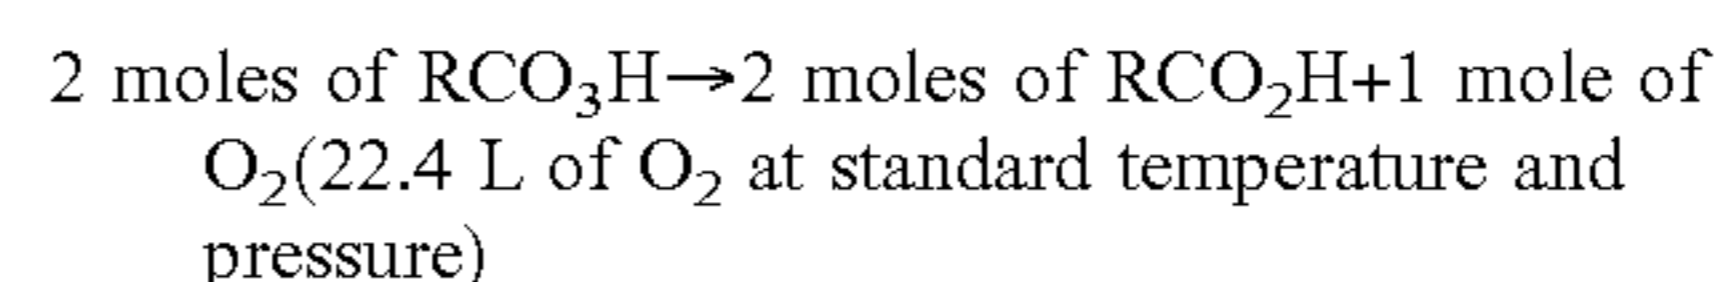 2 moles of RCO₃H→2 moles of RCO₂H+1 mole of
O₂(22.4 L of O₂ at standard temperature and
pressure)